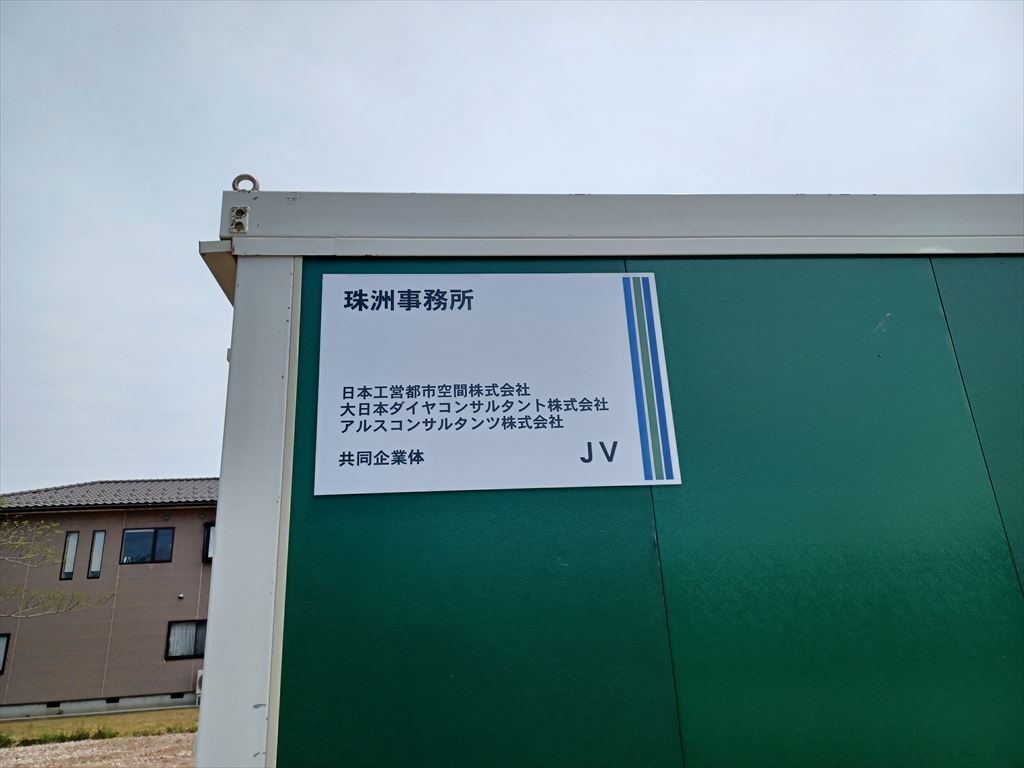 珠洲事務所
日本工営都市空間株式会社
大日本ダイヤコンサルタント株式会社
アルスコンサルタンツ株式会社
共同企業体
JV